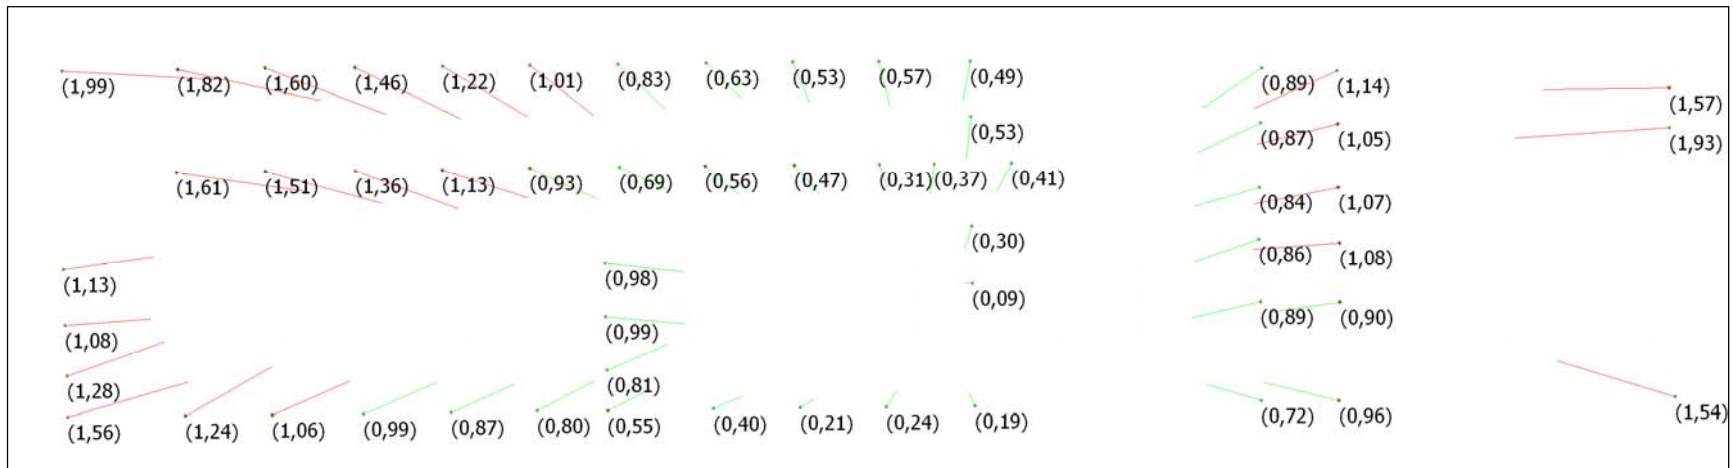 (1,99) (1,82) (1,60) (1,46) (1,22) (1,01) (0,83) (0,63) (0,53) (0,57) (0,49) (0,89) (1,14) (1,57)
(0,53) (0,87) (1,05) (1,93)
(1,61) (1,51) (1,36) (1,13) (0,93) (0,69) (0,56) (0,47) (0,31) (0,37) (0,41) (0,84) (1,07)
(0,30) (0,86) (1,08)
(1,13) (0,98) (0,09)
(1,08) (0,99) (0,89) (0,90)
(1,28) (0,81)
(1,56) (1,24) (1,06) (0,99) (0,87) (0,80) (0,55) (0,40) (0,21) (0,24) (0,19) (0,72) (0,96) (1,54)